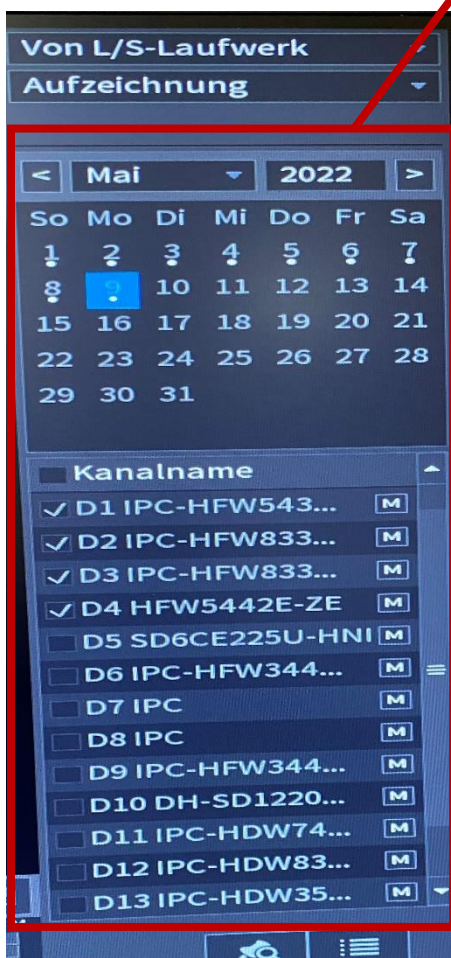 Von L/S-Laufwerk
Aufzeichnung
< Mai 2022 >
So Mo Di Mi Do Fr Sa
1 2 3 4 5 6 7
8 9 10 11 12 13 14
15 16 17 18 19 20 21
22 23 24 25 26 27 28
29 30 31
Kanalname
D1 IPC-HFW543... M
D2 IPC-HFW833... M
D3 IPC-HFW833... M
D4 HFW5442E-ZE M
D5 SD6CE225U-HNI M
D6 IPC-HFW344... M
D7 IPC M
D8 IPC M
D9 IPC-HFW344... M
D10 DH-SD1220... M
D11 IPC-HDW74... M
D12 IPC-HDW83... M
D13 IPC-HDW35... M